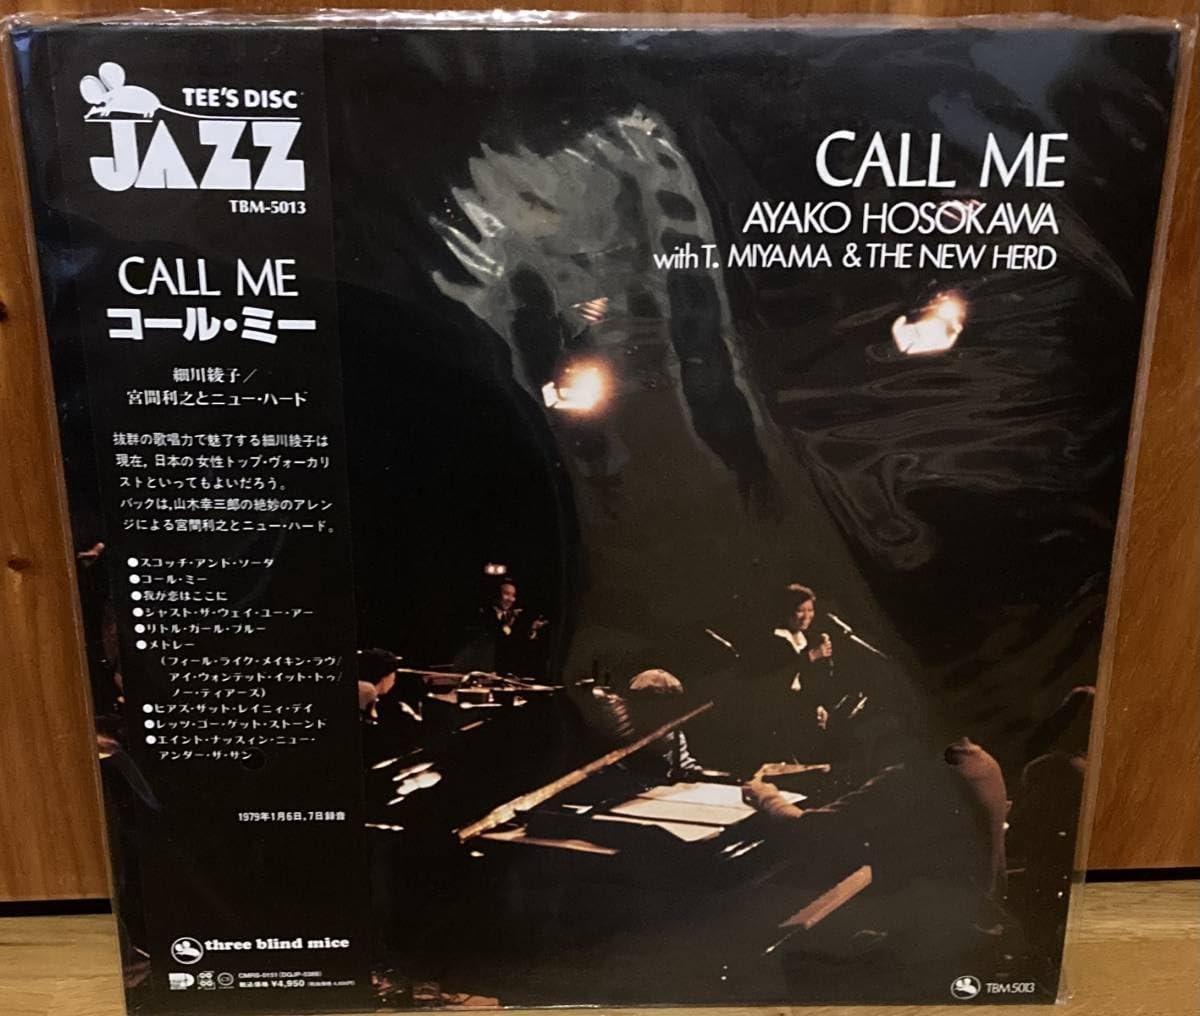 TEE'S DISC
JAZZ
TBM-5013
CALL ME
コール・ミー
細川綾子／
宮間利之とニュー・ハード
抜群の歌唱力で魅了する細川綾子は
現在，日本の女性トップ・ヴォーカリ
ストといってもよいだろう。
バックは，山木幸三郎の絶妙のアレン
ジによる宮間利之とニュー・ハード。
●スコッチ・アンド・ソーダ
●コール・ミー
●我が恋はここに
●ジャスト・ザ・ウェイ・ユー・アー
●リトル・ガール・ブルー
●メドレー
（フィール・ライク・メイキン・ラヴ/
アイ・ウォンテッド・イット・トゥ/
ノー・ティアーズ）
●ヒアズ・ザット・レイニィ・デイ
●レッツ・ゴー・ゲット・ストーンド
●エイント・ナッスィン・ニュー・
アンダー・ザ・サン
1979年1月6日，7日録音
three blind mice
CMRS-0151 (DQJP-5389)
税込価格 ¥4,950
CALL ME
AYAKO HOSOKAWA
with T. MIYAMA & THE NEW HERD
TBM.5013